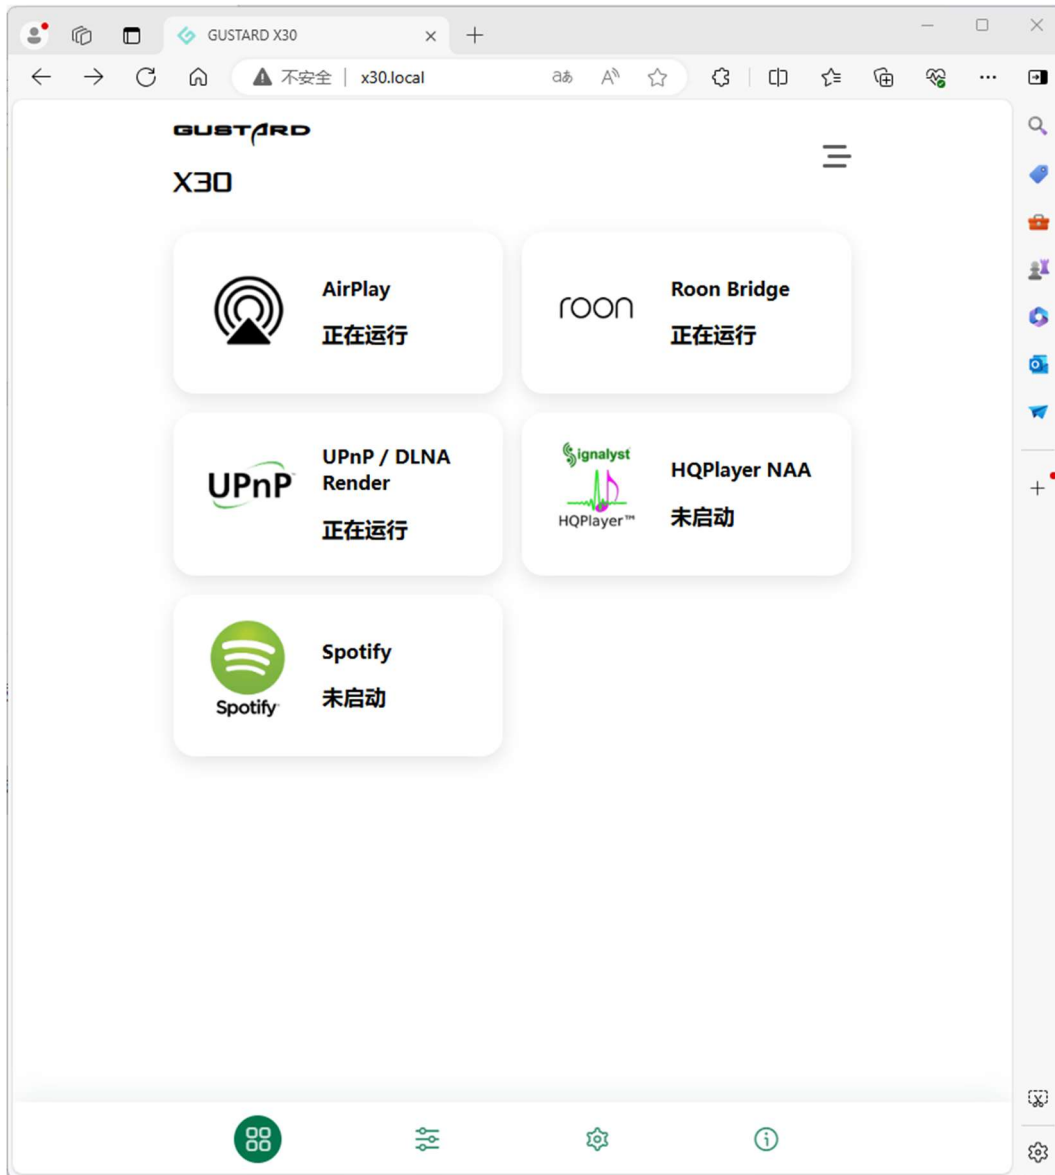 GUSTARD X30
不安全
x30.local
aあ
GUSTARD
X30
AirPlay
正在运行
roon
Roon Bridge
正在运行
UPnP
UPnP / DLNA
Render
正在运行
Signalyst
HQPlayer™
HQPlayer NAA
未启动
Spotify
Spotify
未启动